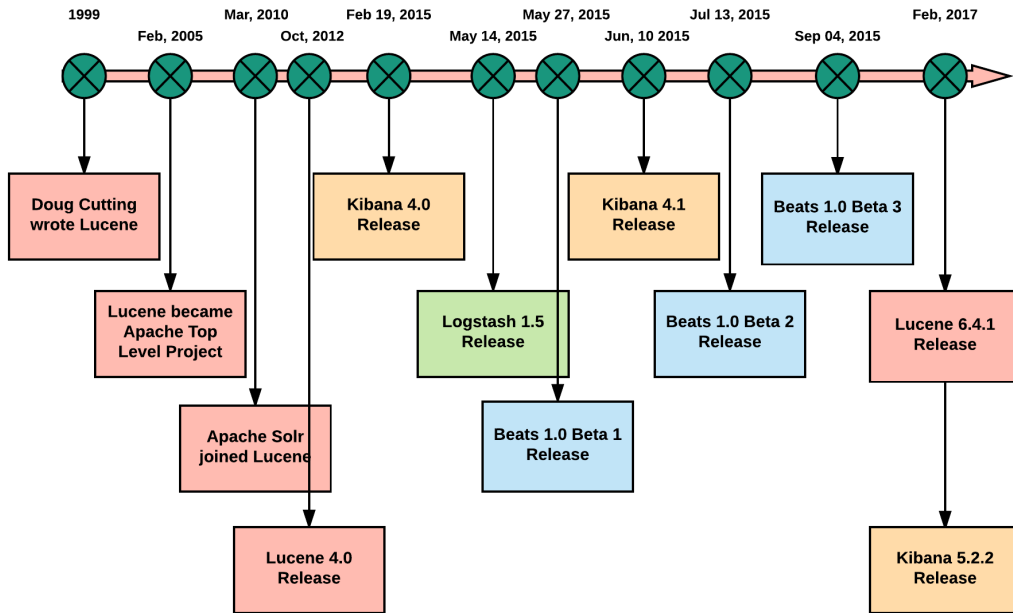 1999
Feb, 2005
Mar, 2010
Oct, 2012
Feb 19, 2015
May 14, 2015
May 27, 2015
Jun, 10 2015
Jul 13, 2015
Sep 04, 2015
Feb, 2017
Doug Cutting
wrote Lucene
Lucene became
Apache Top
Level Project
Apache Solr
joined Lucene
Lucene 4.0
Release
Kibana 4.0
Release
Logstash 1.5
Release
Beats 1.0 Beta 1
Release
Kibana 4.1
Release
Beats 1.0 Beta 2
Release
Beats 1.0 Beta 3
Release
Lucene 6.4.1
Release
Kibana 5.2.2
Release